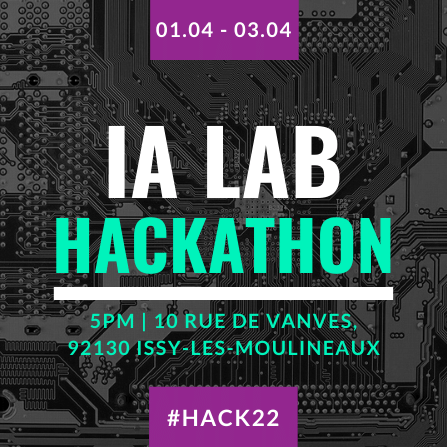 01.04 - 03.04
IA LAB
HACKATHON
5PM | 10 RUE DE VANVES,
92130 ISSY-LES-MOULINEAUX
#HACK22